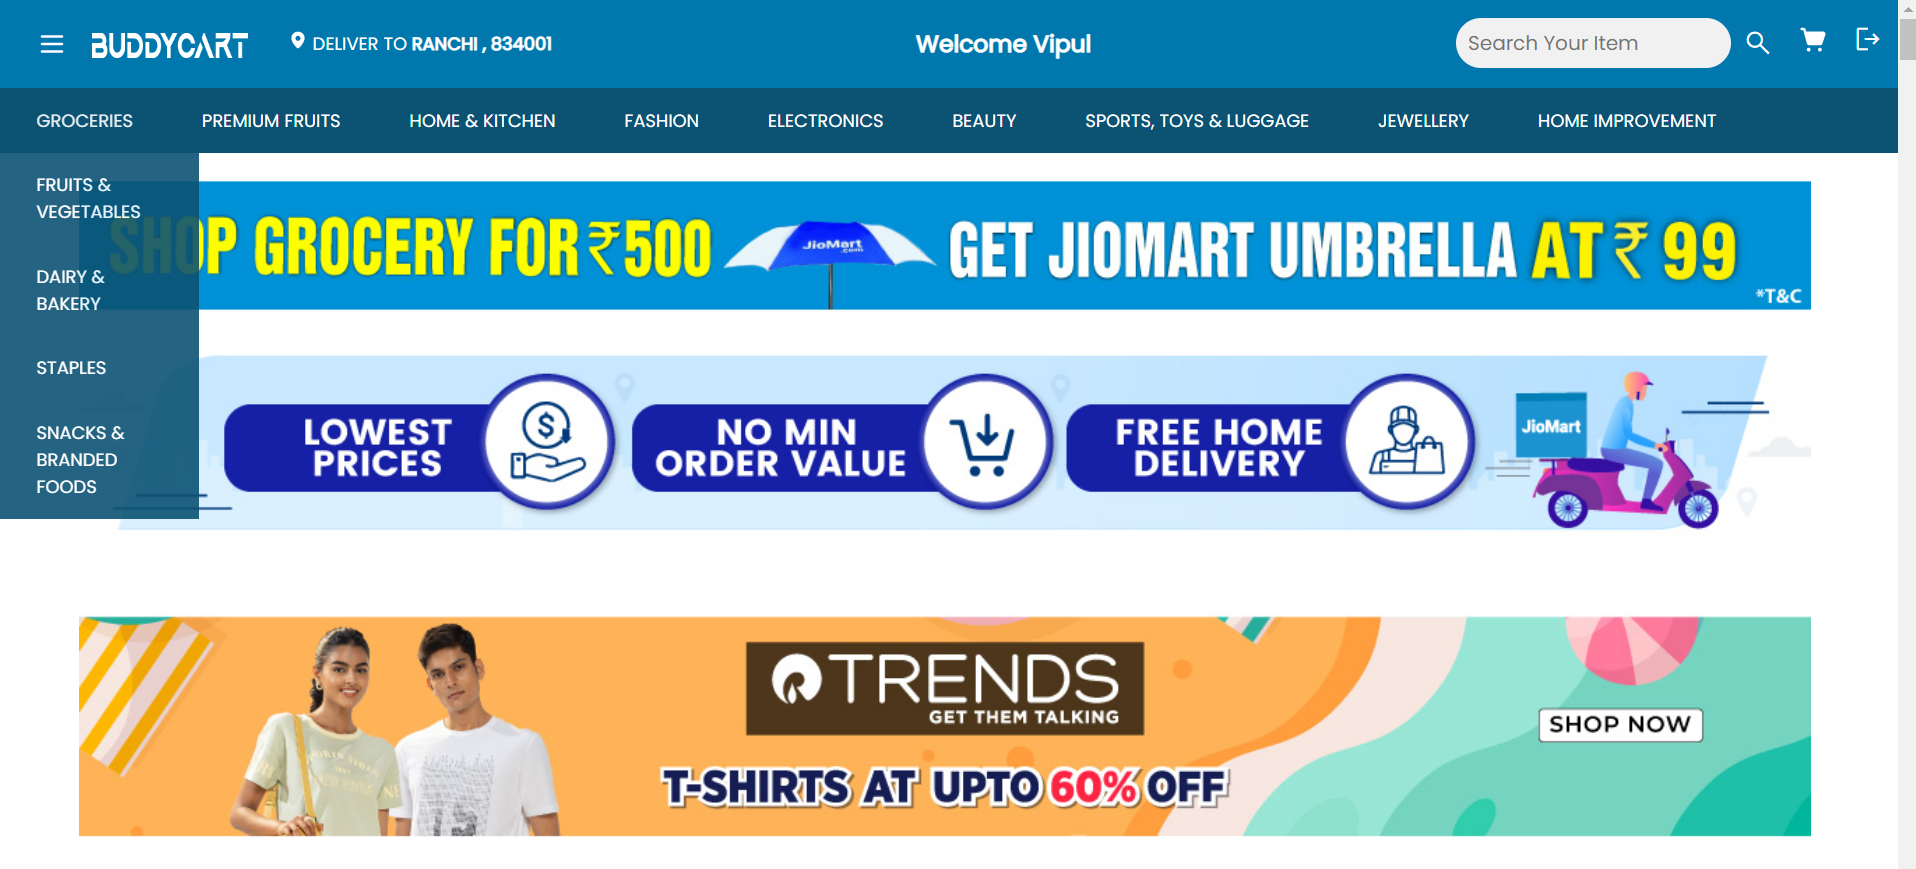 BUDDYCART
DELIVER TO RANCHI , 834001
Welcome Vipul
Search Your Item
GROCERIES
PREMIUM FRUITS
HOME & KITCHEN
FASHION
ELECTRONICS
BEAUTY
SPORTS, TOYS & LUGGAGE
JEWELLERY
HOME IMPROVEMENT
FRUITS &
VEGETABLES
DAIRY &
BAKERY
STAPLES
SNACKS &
BRANDED
FOODS
SHOP GROCERY FOR ₹500
JioMart
.com
GET JIOMART UMBRELLA AT ₹ 99
*T&C
LOWEST
PRICES
NO MIN
ORDER VALUE
FREE HOME
DELIVERY
JioMart
TRENDS
GET THEM TALKING
T-SHIRTS AT UPTO 60% OFF
SHOP NOW